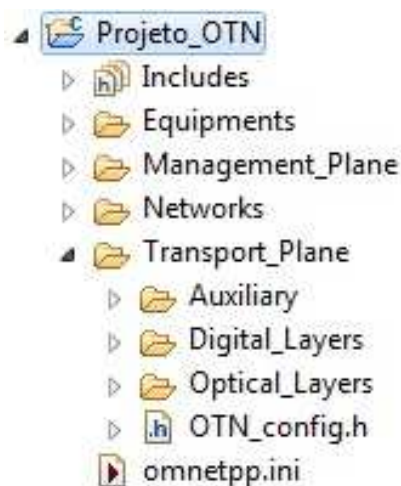 Projeto_OTN
Includes
Equipments
Management_Plane
Networks
Transport_Plane
Auxiliary
Digital_Layers
Optical_Layers
OTN_config.h
omnetpp.ini